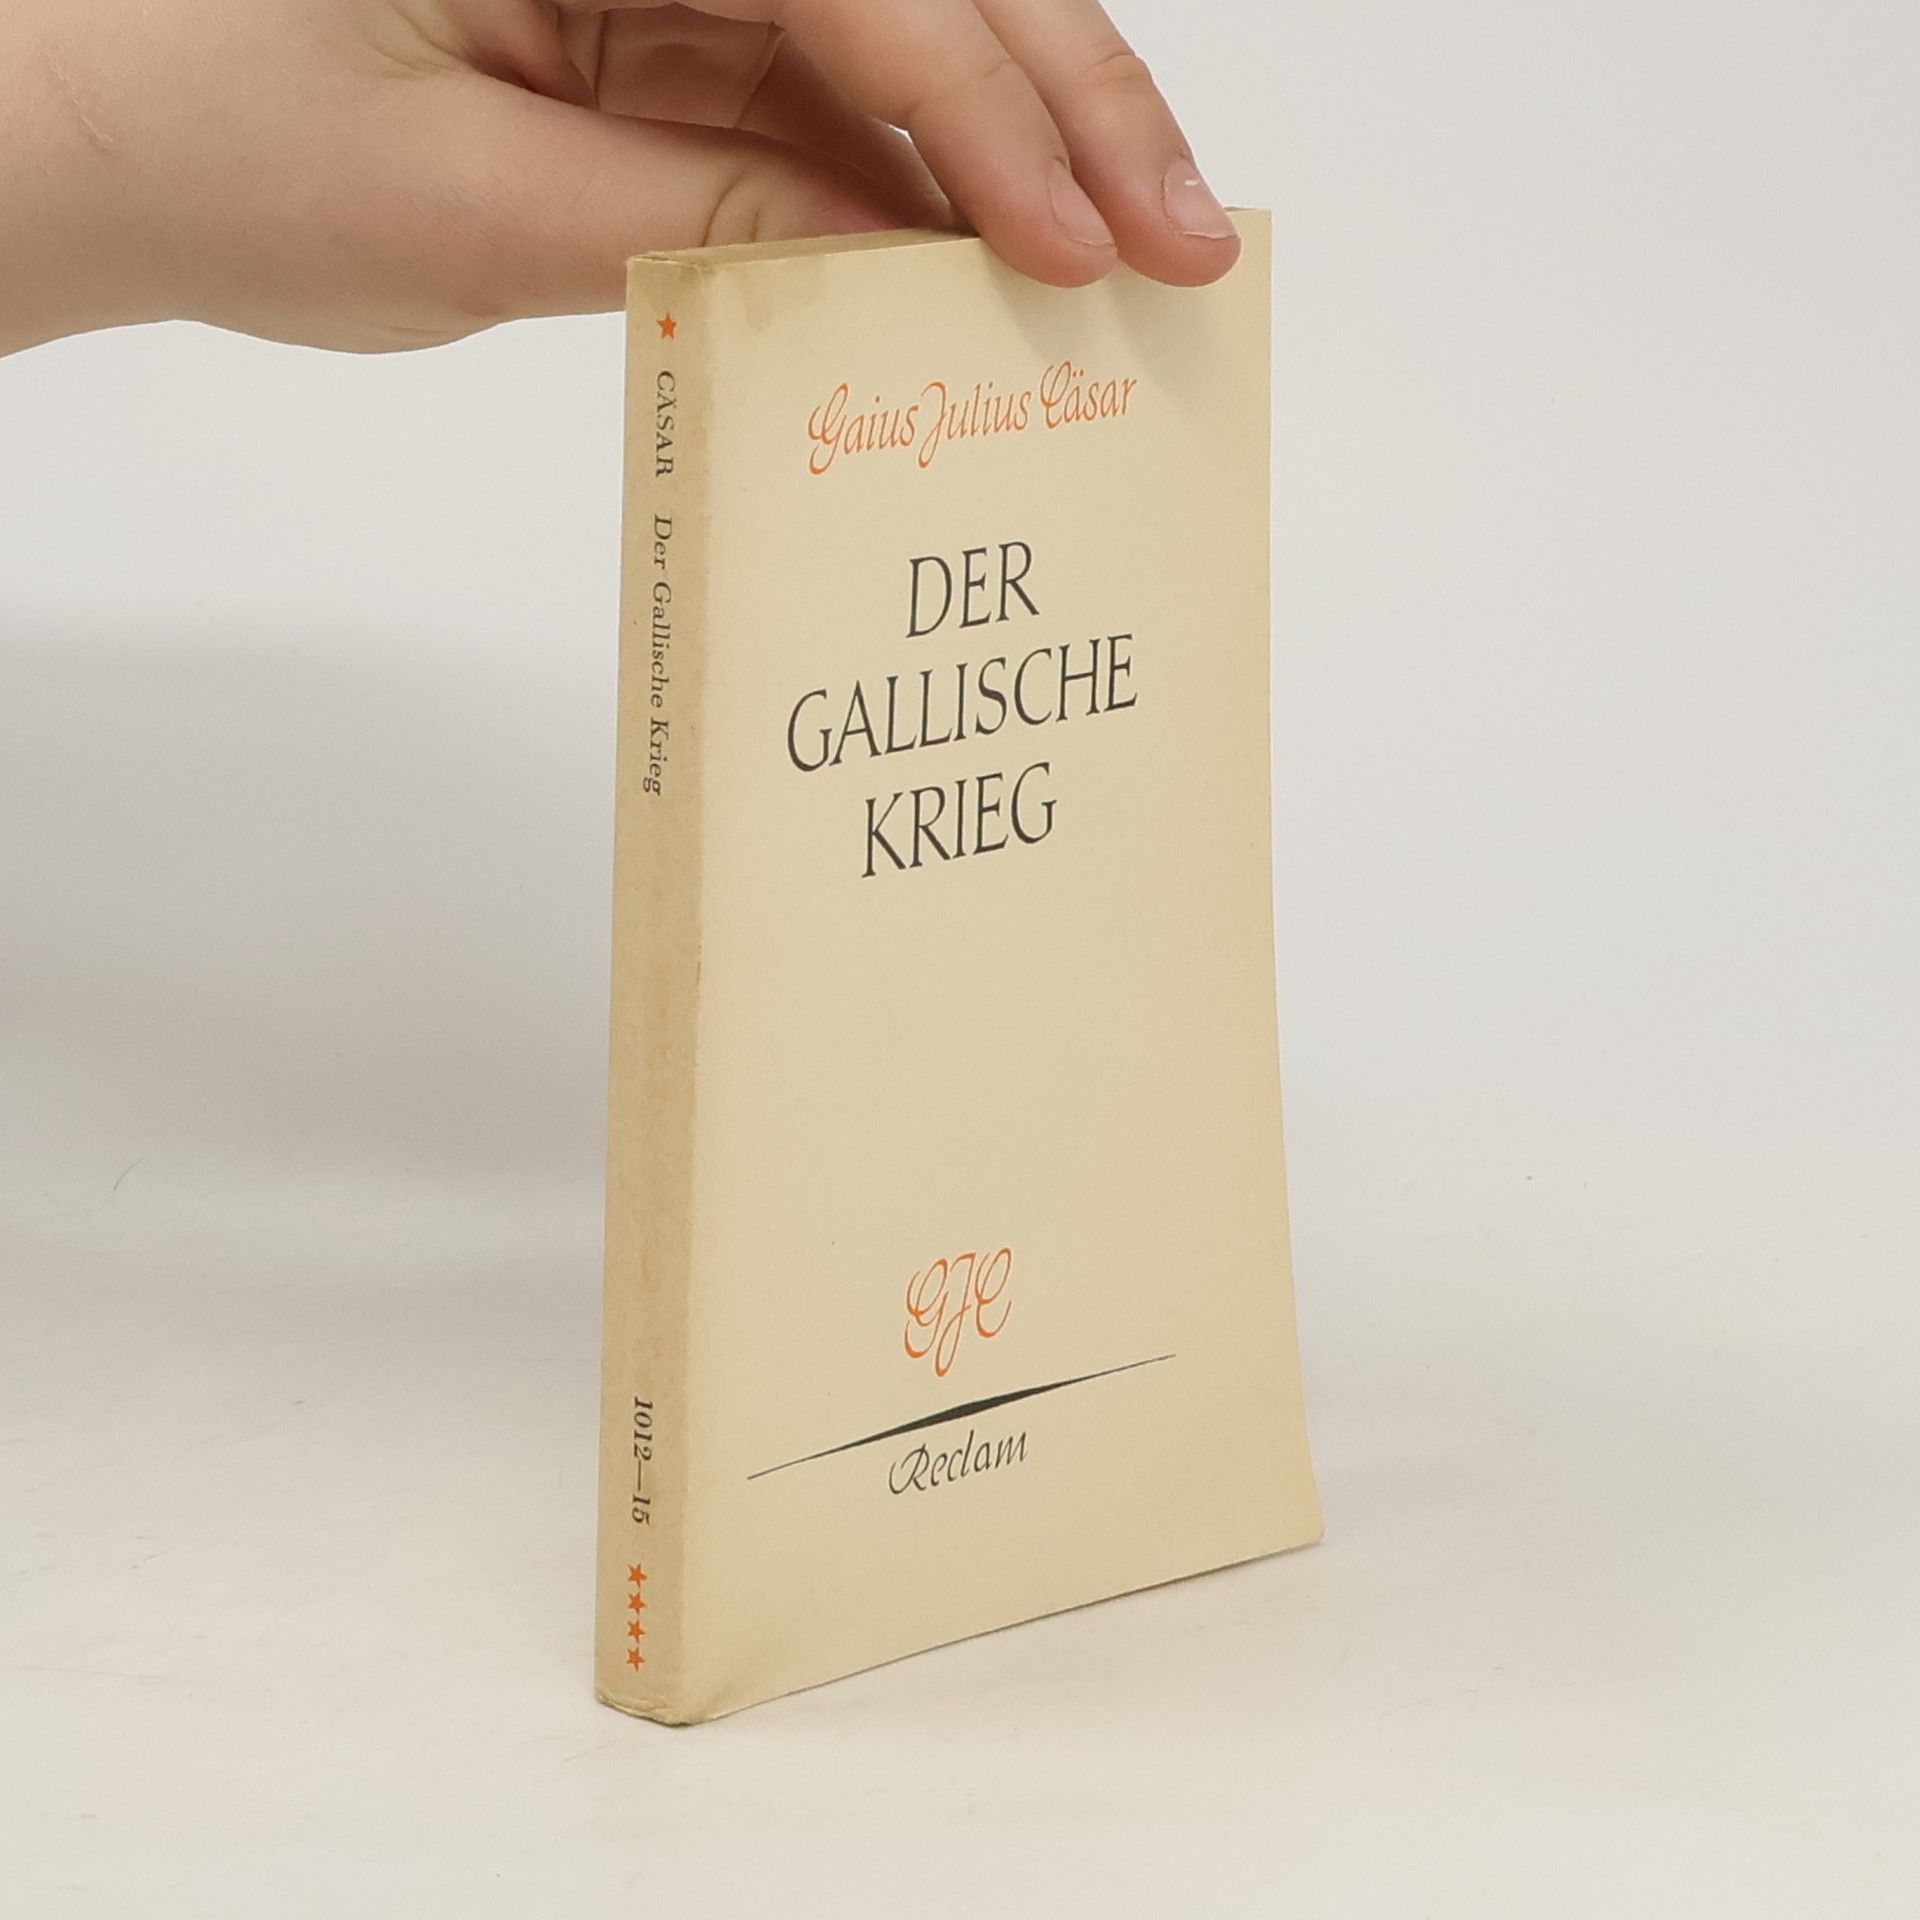 Gaius Julius Cäsar
DER
GALLISCHE
KRIEG
GJC
Reclam
CÄSAR Der Gallische Krieg 1012—15